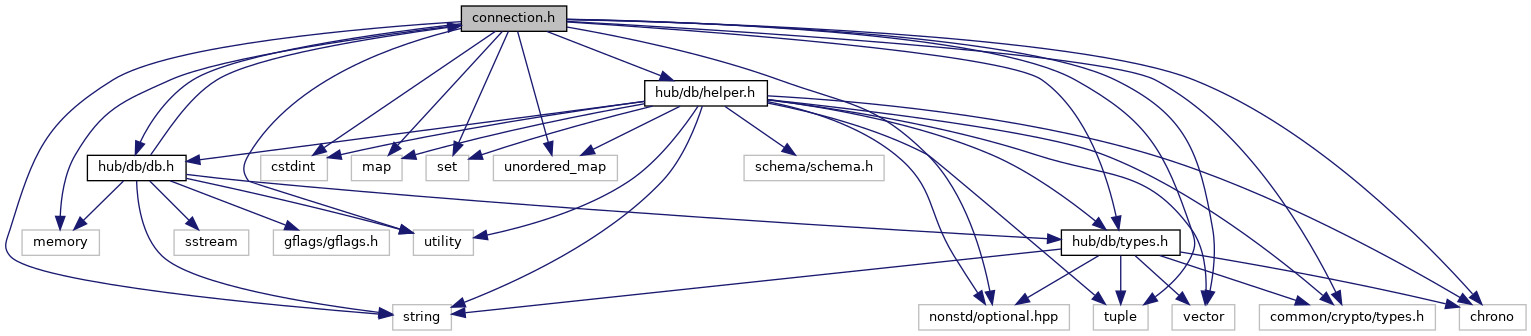 connection.h
hub/db/helper.h
hub/db/db.h
cstdint
map
set
unordered_map
schema/schema.h
memory
sstream
gflags/gflags.h
utility
hub/db/types.h
string
nonstd/optional.hpp
tuple
vector
common/crypto/types.h
chrono